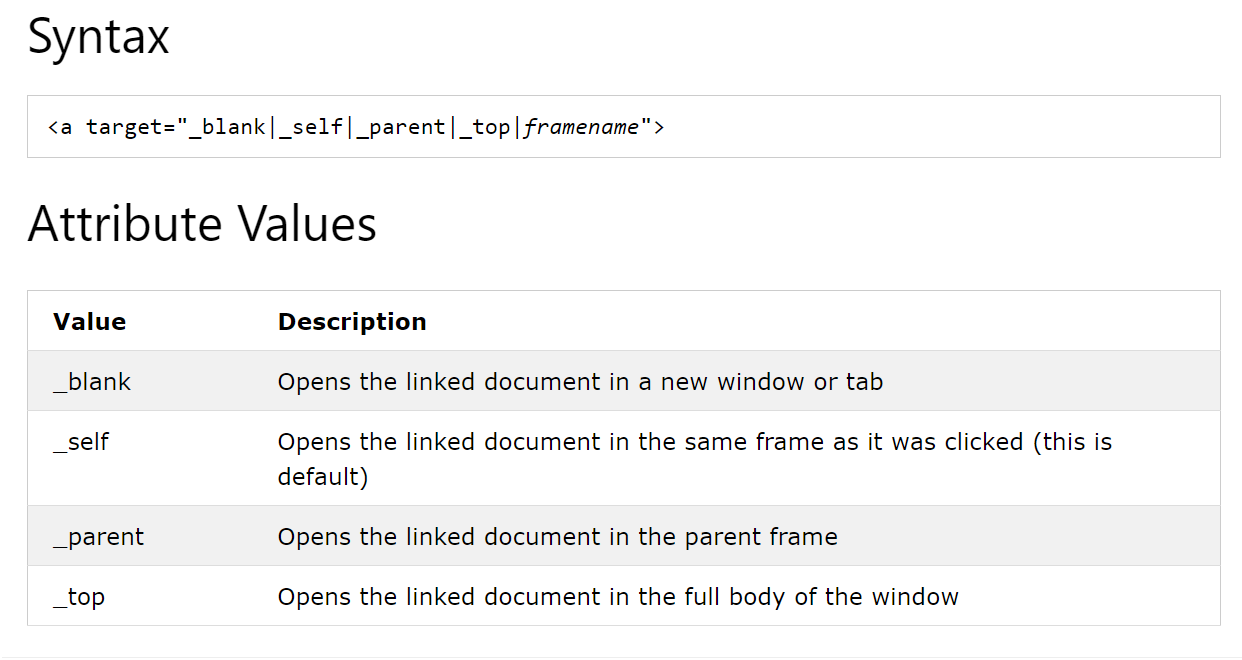 Syntax
<a target="_blank|_self|_parent|_top|framename">
Attribute Values
Value Description
_blank Opens the linked document in a new window or tab
_self Opens the linked document in the same frame as it was clicked (this is
default)
_parent Opens the linked document in the parent frame
_top Opens the linked document in the full body of the window